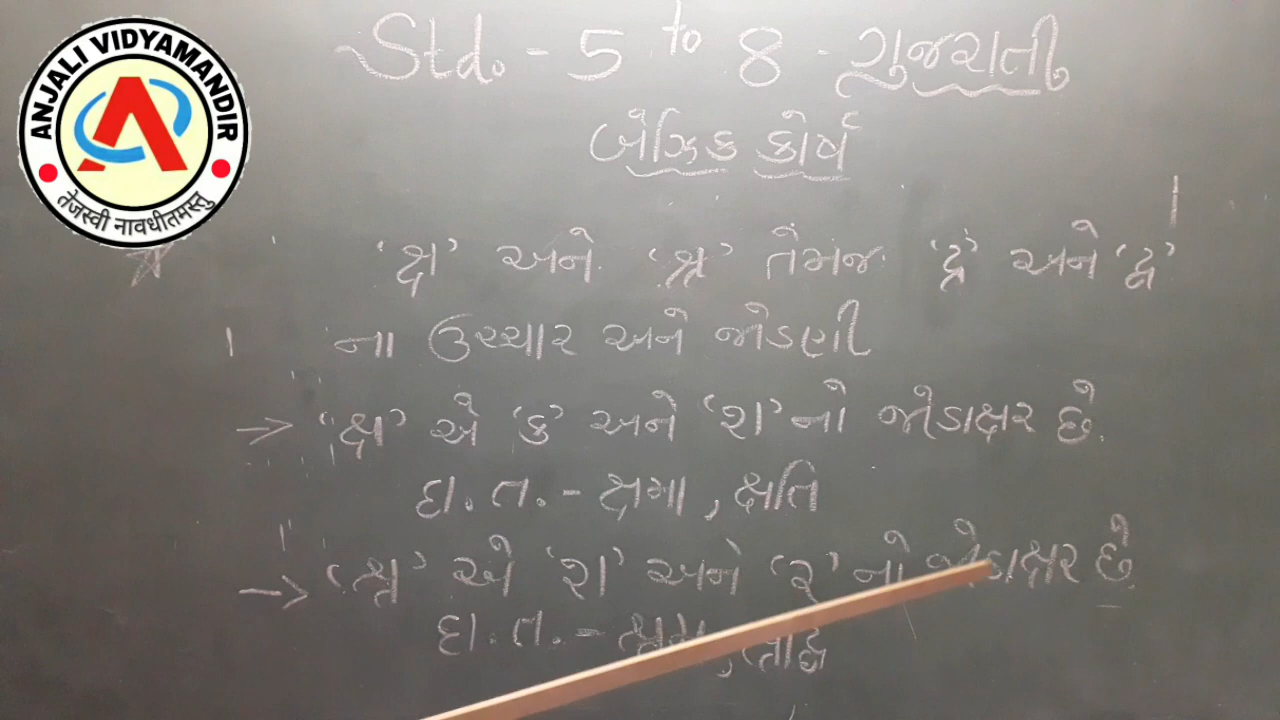 ANJALI VIDYAMANDIR
तेजस्वी नावधीतमस्तु
Std. - 5 to 8 - ગુજરાતી
બેઝિક કોર્ષ
'ક્ષ' અને 'શ્ર' તેમજ 'દ્ર' અને 'દ્વ'
ના ઉચ્ચાર અને જોડણી
→ 'ક્ષ' એ 'ક' અને 'શ' નો જોડાક્ષર છે.
દા.ત. - ક્ષમા, ક્ષતિ
→ 'શ્ર' એ 'શ' અને 'ર' નો જોડાક્ષર છે.
દા.ત. - શ્રમ,